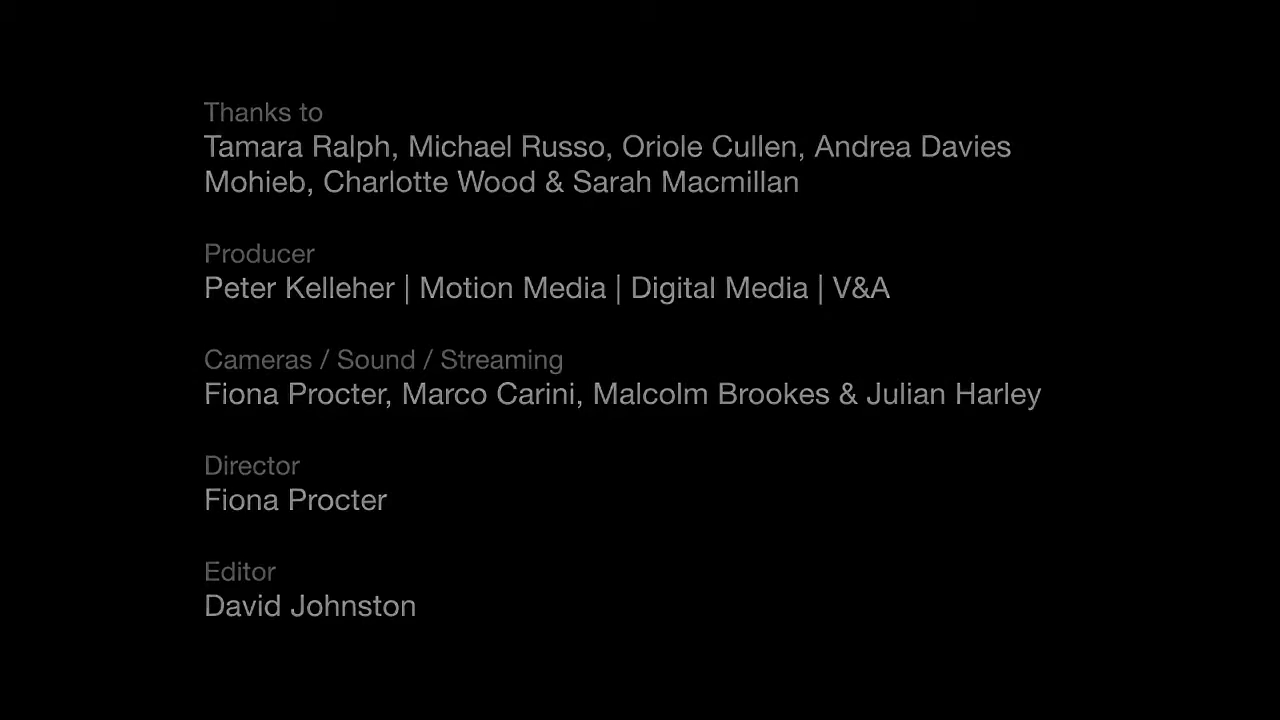 Thanks to
Tamara Ralph, Michael Russo, Oriole Cullen, Andrea Davies
Mohieb, Charlotte Wood & Sarah Macmillan
Producer
Peter Kelleher | Motion Media | Digital Media | V&A
Cameras / Sound / Streaming
Fiona Procter, Marco Carini, Malcolm Brookes & Julian Harley
Director
Fiona Procter
Editor
David Johnston